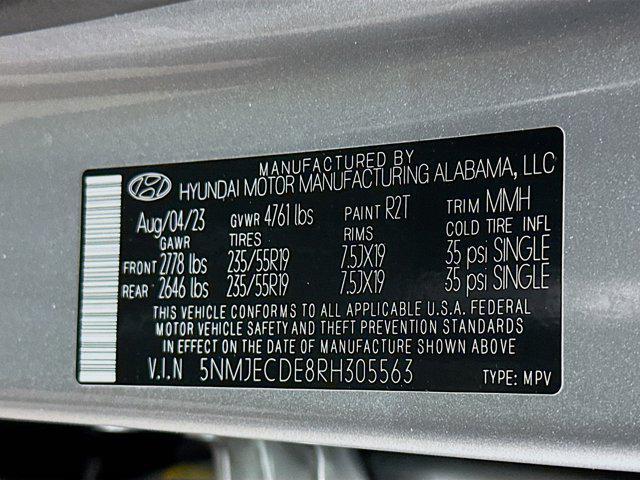 MANUFACTURED BY
HYUNDAI MOTOR MANUFACTURING ALABAMA, LLC
Aug/04/23 GVWR 4761 lbs PAINT R2T TRIM MMH
GAWR TIRES RIMS COLD TIRE INFL
FRONT 2778 lbs 235/55R19 7.5JX19 35 psi SINGLE
REAR 2646 lbs 235/55R19 7.5JX19 35 psi SINGLE
THIS VEHICLE CONFORMS TO ALL APPLICABLE U.S.A. FEDERAL
MOTOR VEHICLE SAFETY AND THEFT PREVENTION STANDARDS
IN EFFECT ON THE DATE OF MANUFACTURE SHOWN ABOVE
V.I.N 5NMJECDE8RH305563 TYPE: MPV